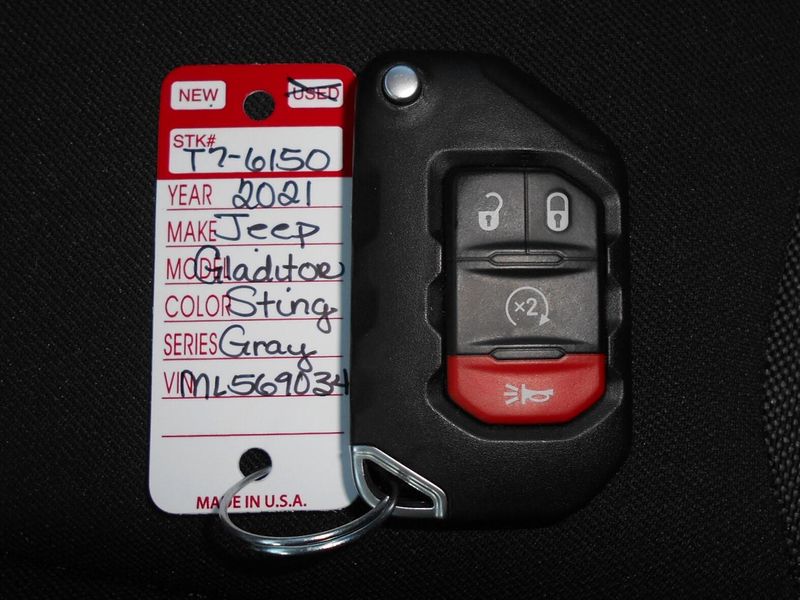 NEW USED
STK# T7-6150
YEAR 2021
MAKE Jeep
MODEL Gladitor
COLOR Sting
SERIES Gray
VIN ML569034
MADE IN U.S.A.
×2